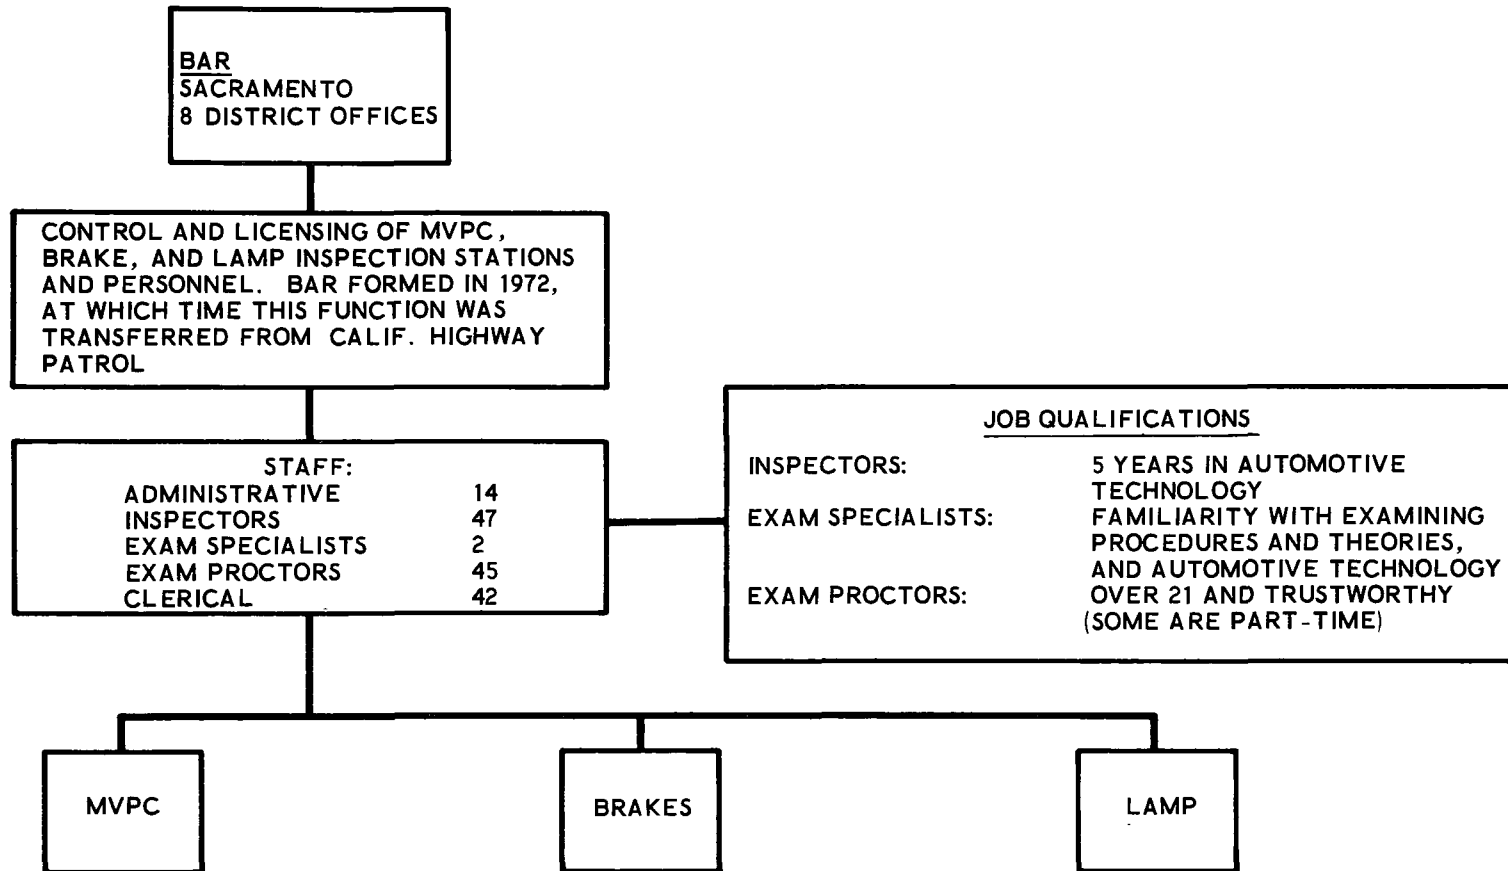 BAR
SACRAMENTO
8 DISTRICT OFFICES
CONTROL AND LICENSING OF MVPC,
BRAKE, AND LAMP INSPECTION STATIONS
AND PERSONNEL. BAR FORMED IN 1972,
AT WHICH TIME THIS FUNCTION WAS
TRANSFERRED FROM CALIF. HIGHWAY
PATROL
STAFF:
ADMINISTRATIVE 14
INSPECTORS 47
EXAM SPECIALISTS 2
EXAM PROCTORS 45
CLERICAL 42
JOB QUALIFICATIONS
INSPECTORS: 5 YEARS IN AUTOMOTIVE
TECHNOLOGY
EXAM SPECIALISTS: FAMILIARITY WITH EXAMINING
PROCEDURES AND THEORIES,
AND AUTOMOTIVE TECHNOLOGY
EXAM PROCTORS: OVER 21 AND TRUSTWORTHY
(SOME ARE PART-TIME)
MVPC
BRAKES
LAMP